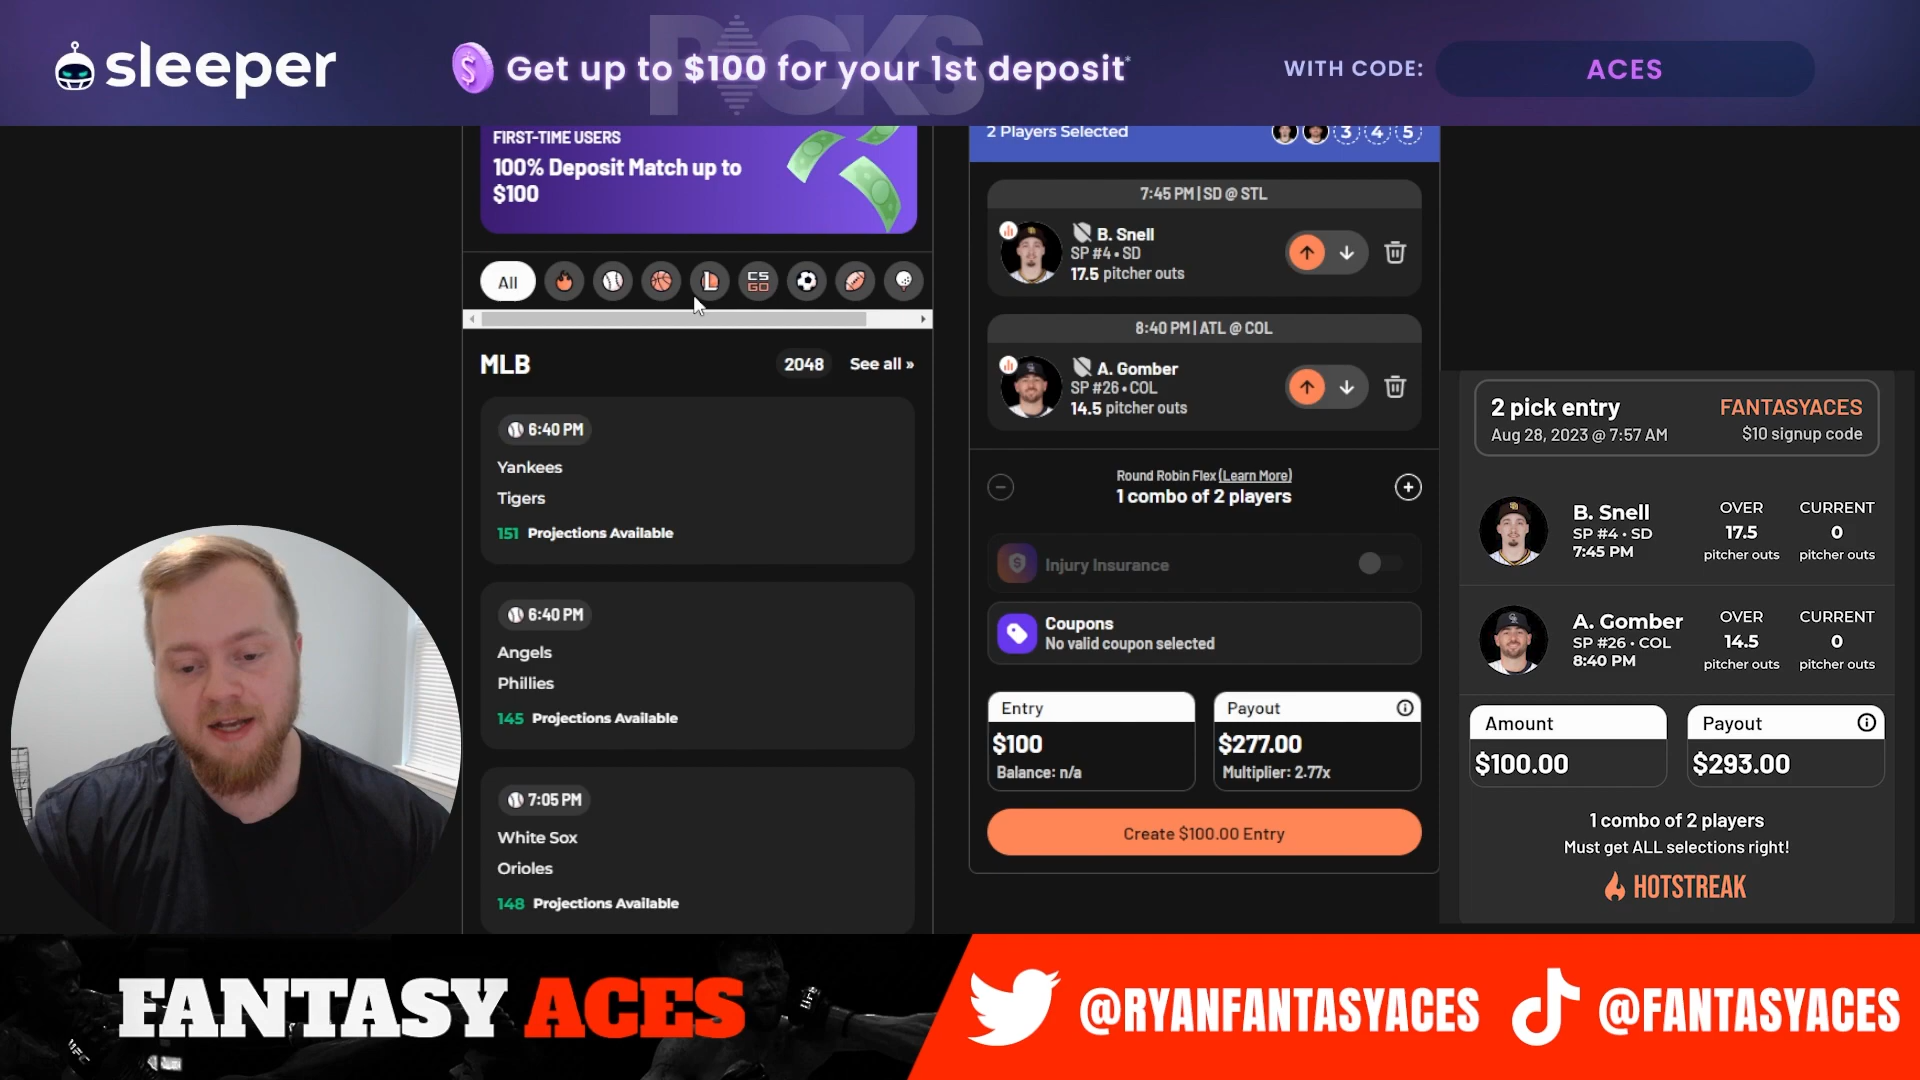 sleeper
PICKS
Get up to $100 for your 1st deposit*
WITH CODE:
ACES
FIRST-TIME USERS
100% Deposit Match up to
$100
All
CS
GO
MLB
2048
See all »
6:40 PM
Yankees
Tigers
151 Projections Available
6:40 PM
Angels
Phillies
145 Projections Available
7:05 PM
White Sox
Orioles
148 Projections Available
2 Players Selected
3 4 5
7:45 PM | SD @ STL
B. Snell
SP #4 • SD
17.5 pitcher outs
8:40 PM | ATL @ COL
A. Gomber
SP #26 • COL
14.5 pitcher outs
Round Robin Flex (Learn More)
1 combo of 2 players
Injury Insurance
Coupons
No valid coupon selected
Entry
$100
Balance: n/a
Payout
$277.00
Multiplier: 2.77x
Create $100.00 Entry
2 pick entry
FANTASYACES
Aug 28, 2023 @ 7:57 AM
$10 signup code
B. Snell
SP #4 • SD
7:45 PM
OVER
17.5
pitcher outs
CURRENT
0
pitcher outs
A. Gomber
SP #26 • COL
8:40 PM
OVER
14.5
pitcher outs
CURRENT
0
pitcher outs
Amount
$100.00
Payout
$293.00
1 combo of 2 players
Must get ALL selections right!
HOTSTREAK
FANTASY ACES
@RYANFANTASYACES
@FANTASYACES
UFC
UFC